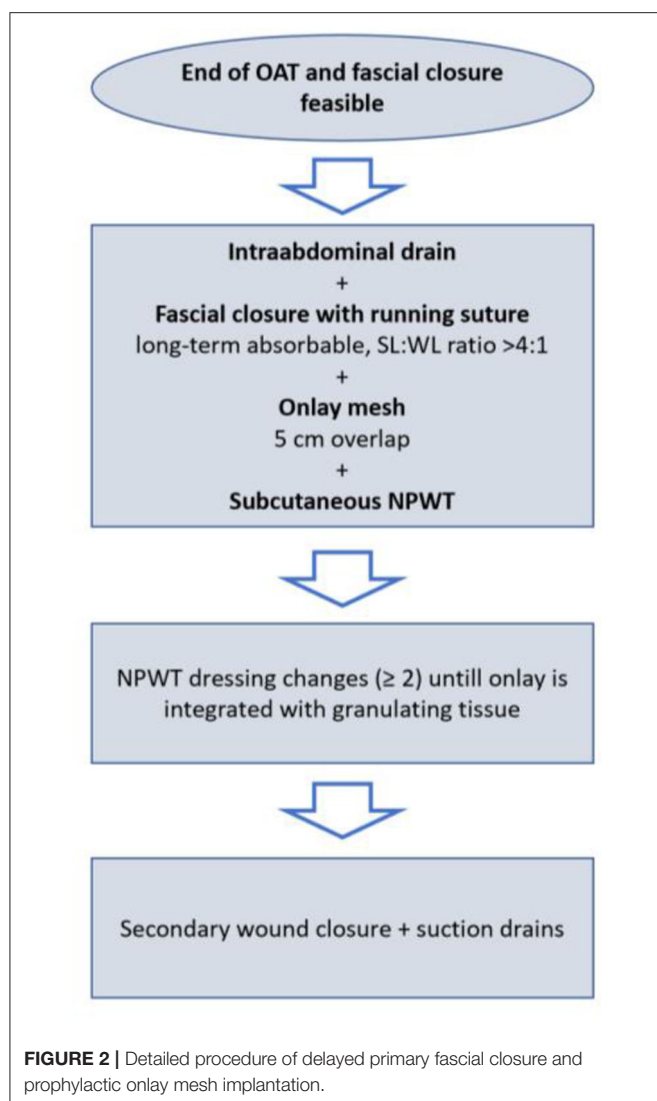 End of OAT and fascial closure
feasible
Intraabdominal drain
+
Fascial closure with running suture
long-term absorbable, SL:WL ratio >4:1
+
Onlay mesh
5 cm overlap
+
Subcutaneous NPWT
NPWT dressing changes (≥ 2) untill onlay is
integrated with granulating tissue
Secondary wound closure + suction drains
FIGURE 2 | Detailed procedure of delayed primary fascial closure and
prophylactic onlay mesh implantation.